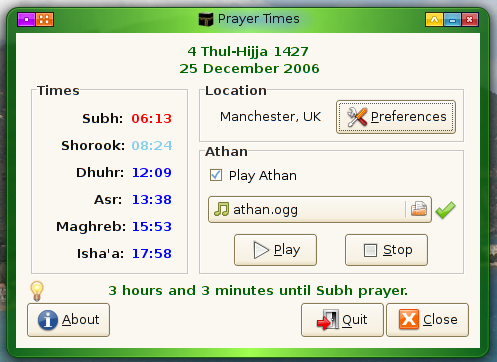 Prayer Times
4 Thul-Hijja 1427
25 December 2006
Times
Subh: 06:13
Shorook: 08:24
Dhuhr: 12:09
Asr: 13:38
Maghreb: 15:53
Isha'a: 17:58
Location
Manchester, UK
Preferences
Athan
Play Athan
athan.ogg
Play
Stop
3 hours and 3 minutes until Subh prayer.
About
Quit
Close